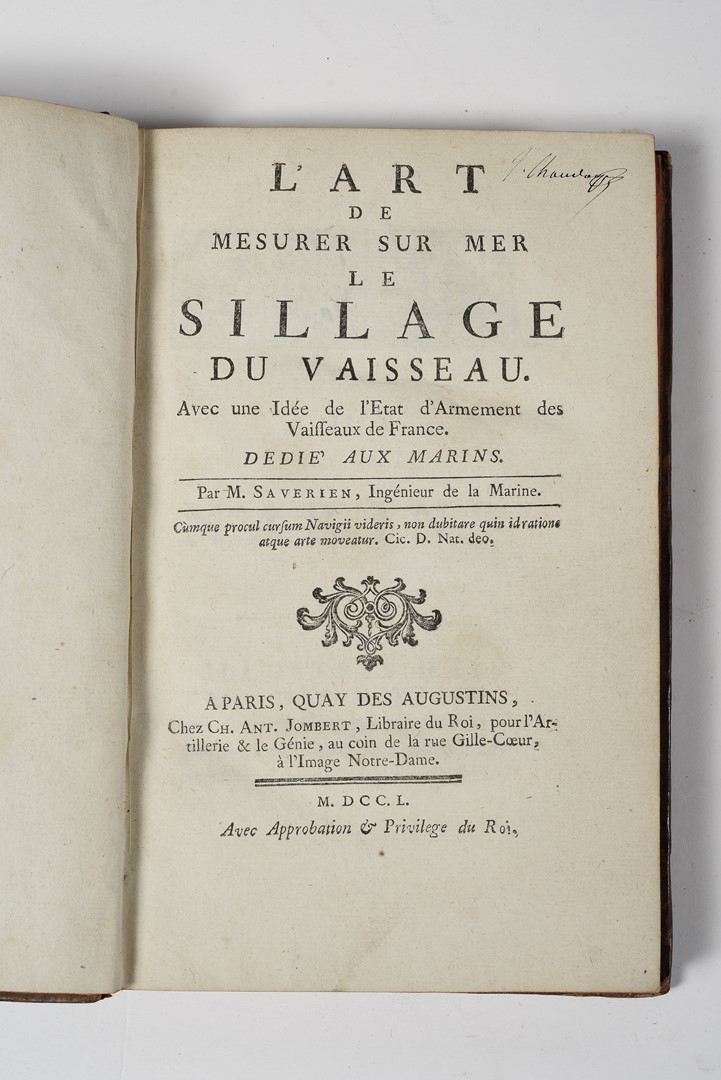 L'ART
DE
MESURER SUR MER
LE
SILLAGE
DU VAISSEAU.
Avec une Idée de l'Etat d'Armement des
Vaiſſeaux de France.
DEDIE' AUX MARINS.
Par M. SAVERIEN, Ingénieur de la Marine.
Cùmque procul curſum Navigii videris, non dubitare quin id ratione
atque arte moveatur. Cic. D. Nat. deo.
A PARIS, QUAY DES AUGUSTINS,
Chez CH. ANT. JOMBERT, Libraire du Roi, pour l'Ar-
tillerie & le Génie, au coin de la rue Gille-Cœur,
à l'Image Notre-Dame.
M. DCC. L.
Avec Approbation & Privilege du Roi.